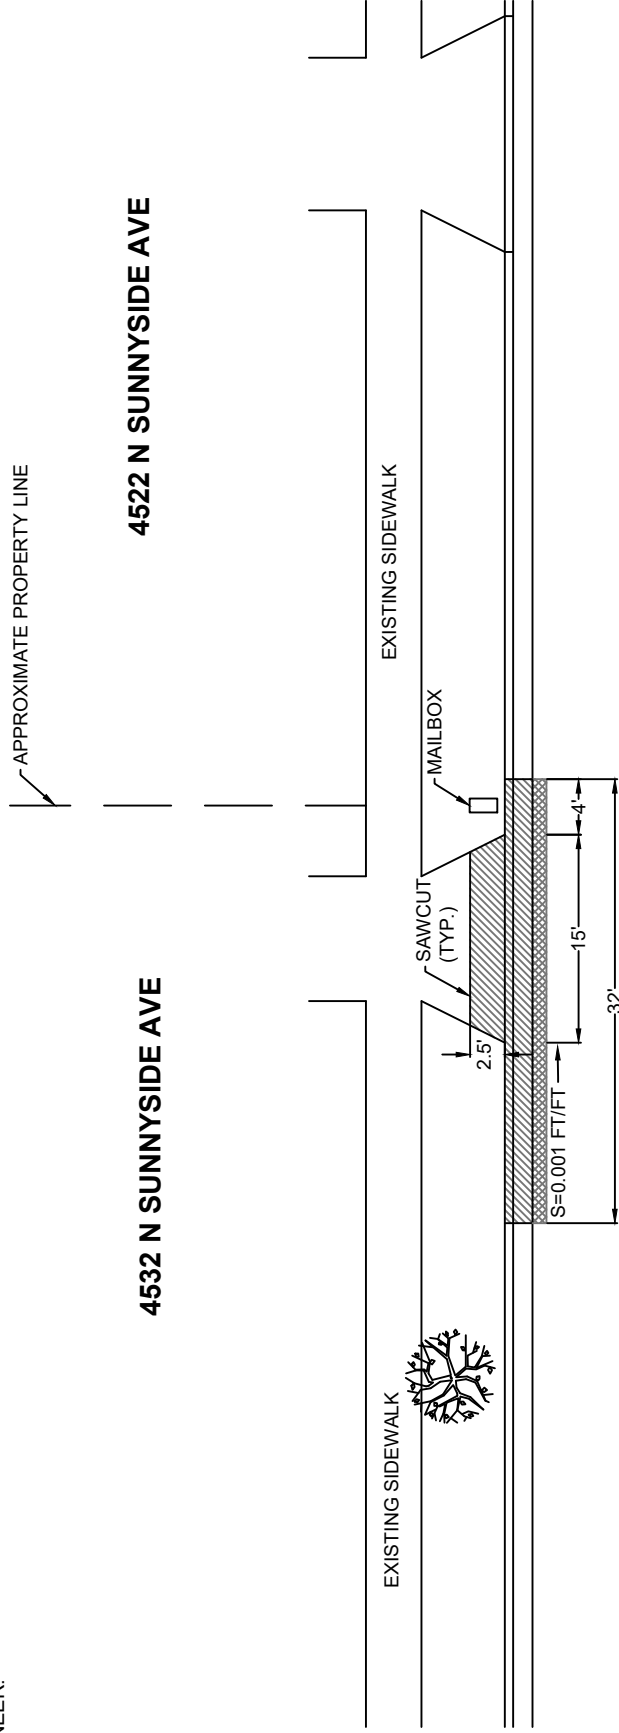 NEER.
APPROXIMATE PROPERTY LINE
4532 N SUNNYSIDE AVE
4522 N SUNNYSIDE AVE
EXISTING SIDEWALK
EXISTING SIDEWALK
SAWCUT
(TYP.)
MAILBOX
2.5'
S=0.001 FT/FT
15'
4'
32'